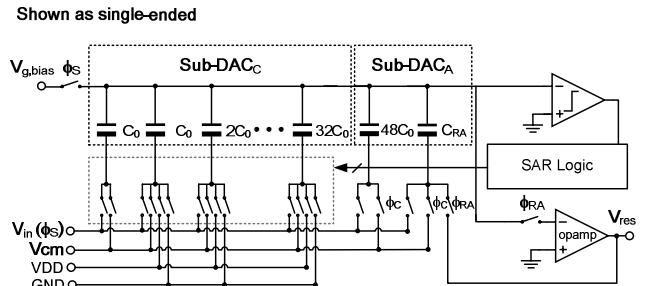 Shown as single-ended
V_g,bias ϕ_S
Sub-DAC_C
Sub-DAC_A
C_0 C_0 2C_0 • • • 32C_0 48C_0 C_RA
− +
SAR Logic
ϕ_C ϕ_C ϕ_RA
ϕ_RA
V_in (ϕ_S)
Vcm
VDD
GND
− +
opamp
V_res